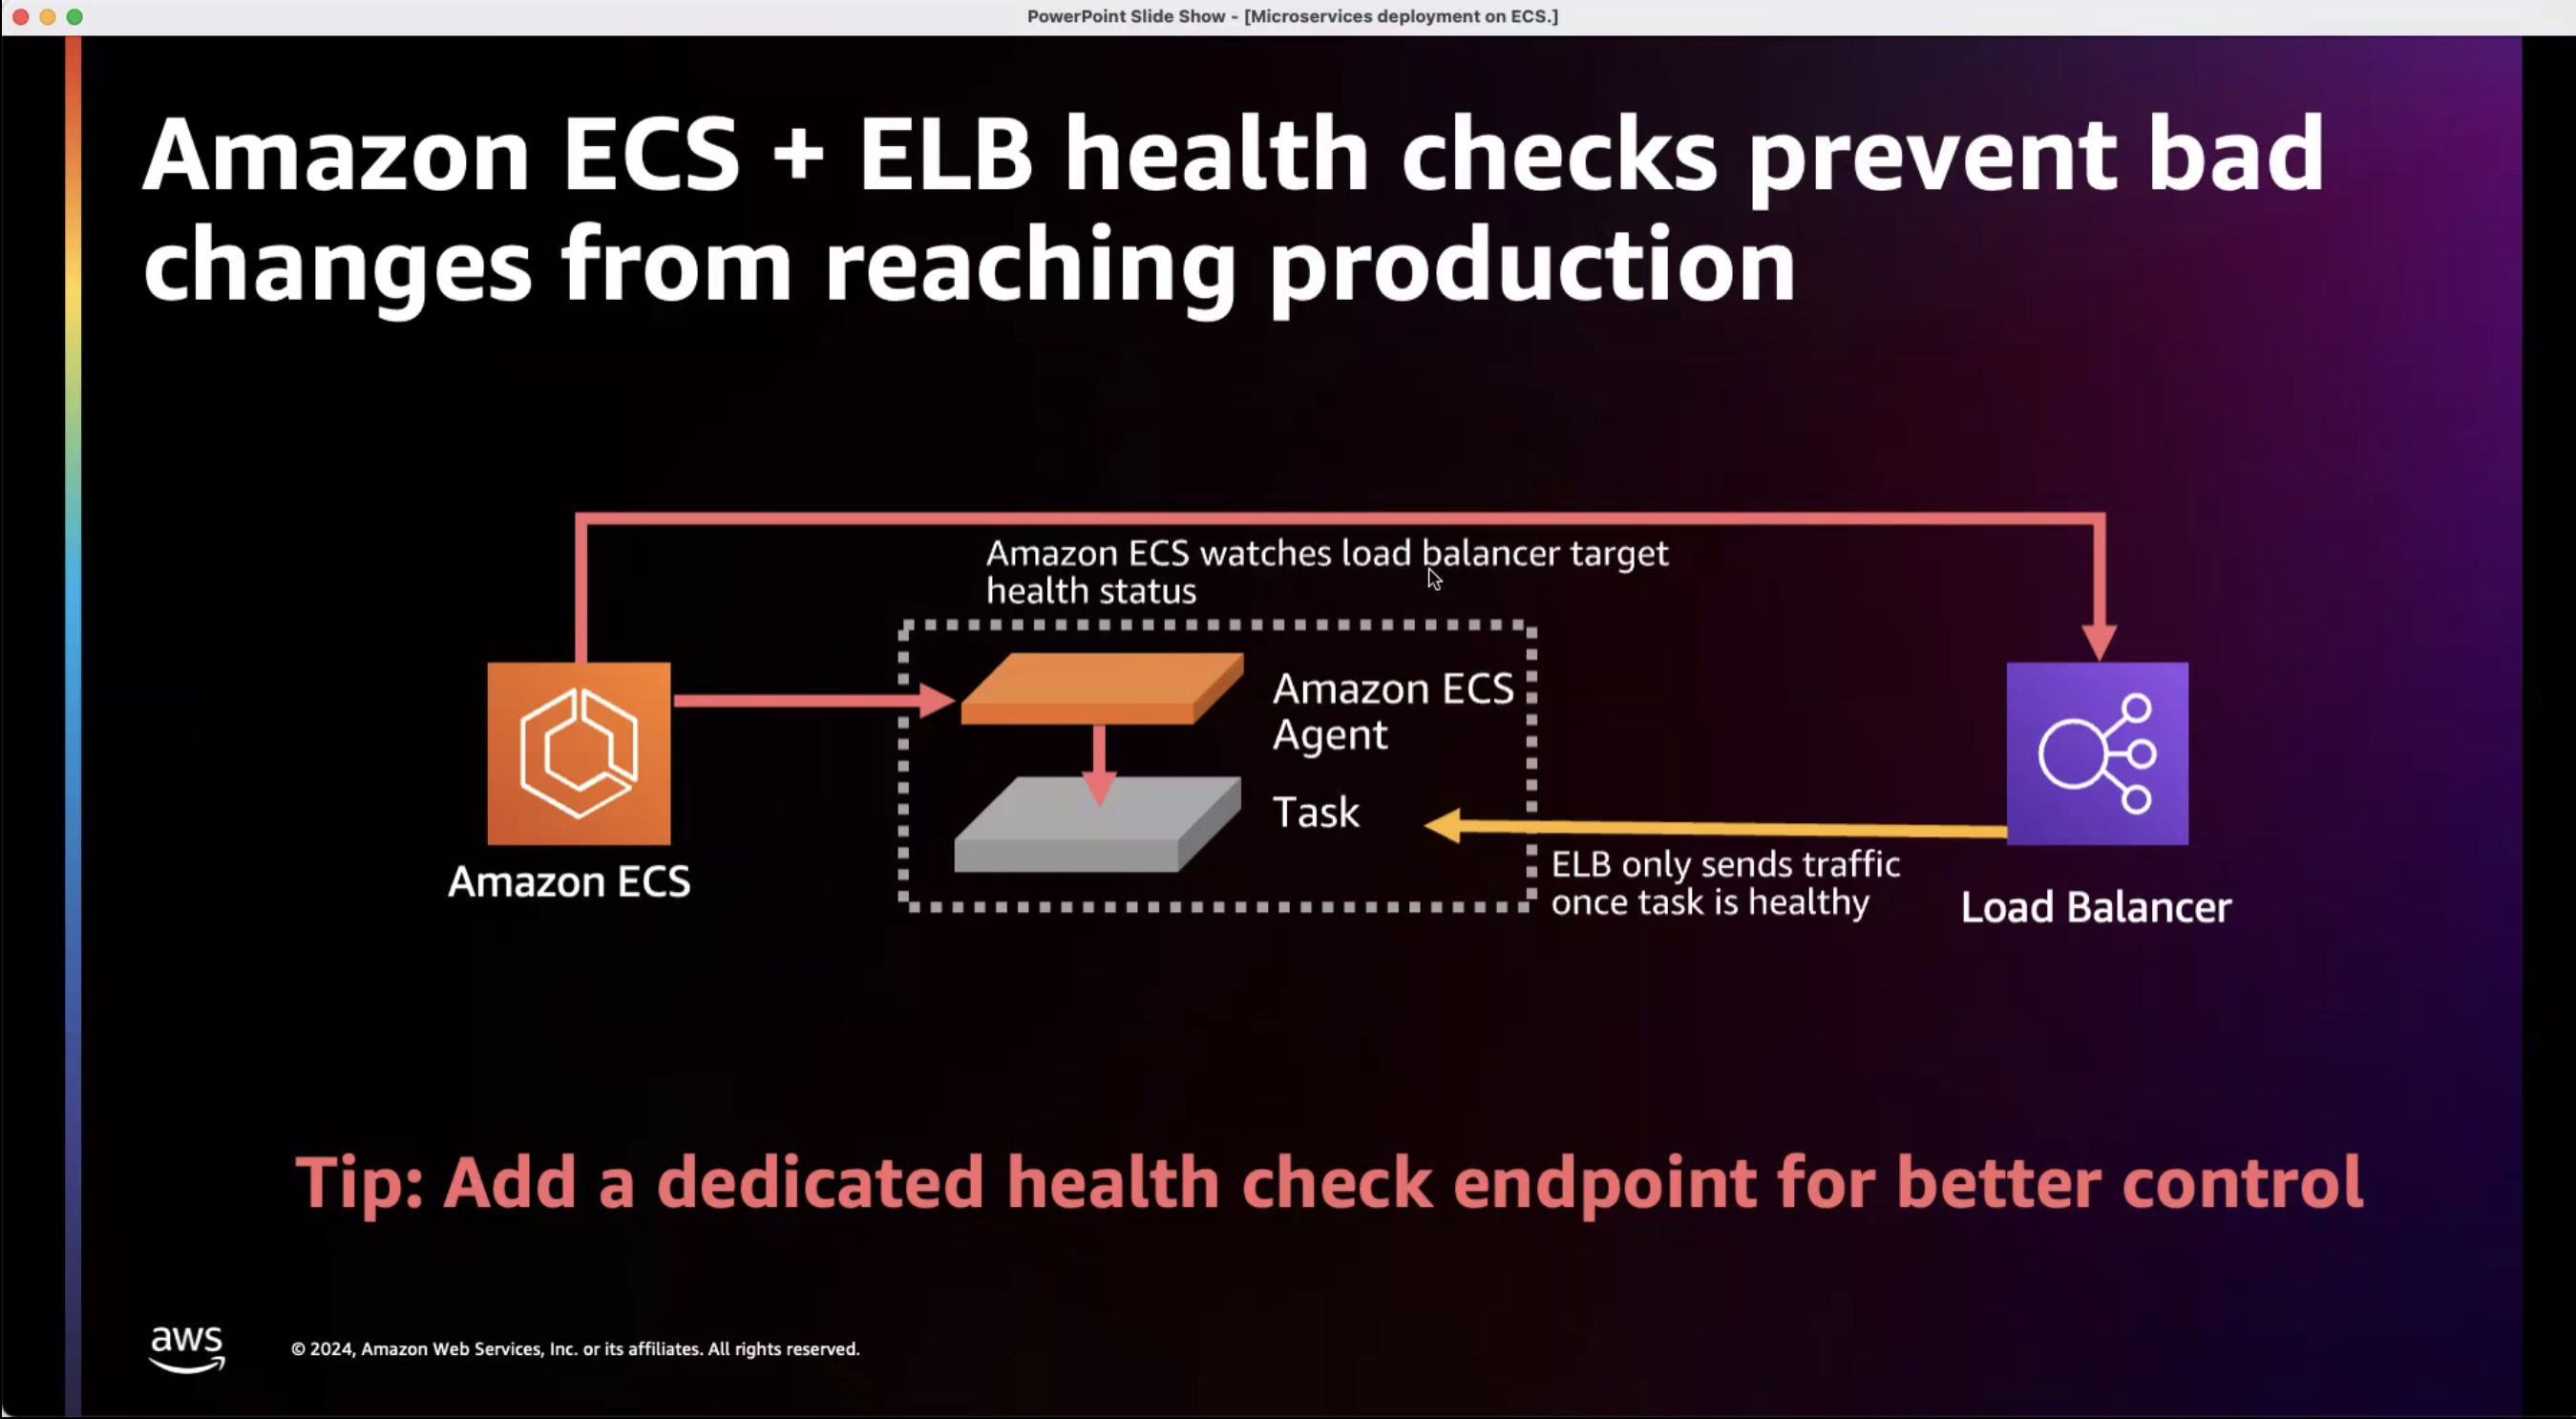 PowerPoint Slide Show - [Microservices deployment on ECS.]
Amazon ECS + ELB health checks prevent bad
changes from reaching production
Amazon ECS watches load balancer target
health status
Amazon ECS
Agent
Task
Amazon ECS
ELB only sends traffic
once task is healthy
Load Balancer
Tip: Add a dedicated health check endpoint for better control
aws
© 2024, Amazon Web Services, Inc. or its affiliates. All rights reserved.